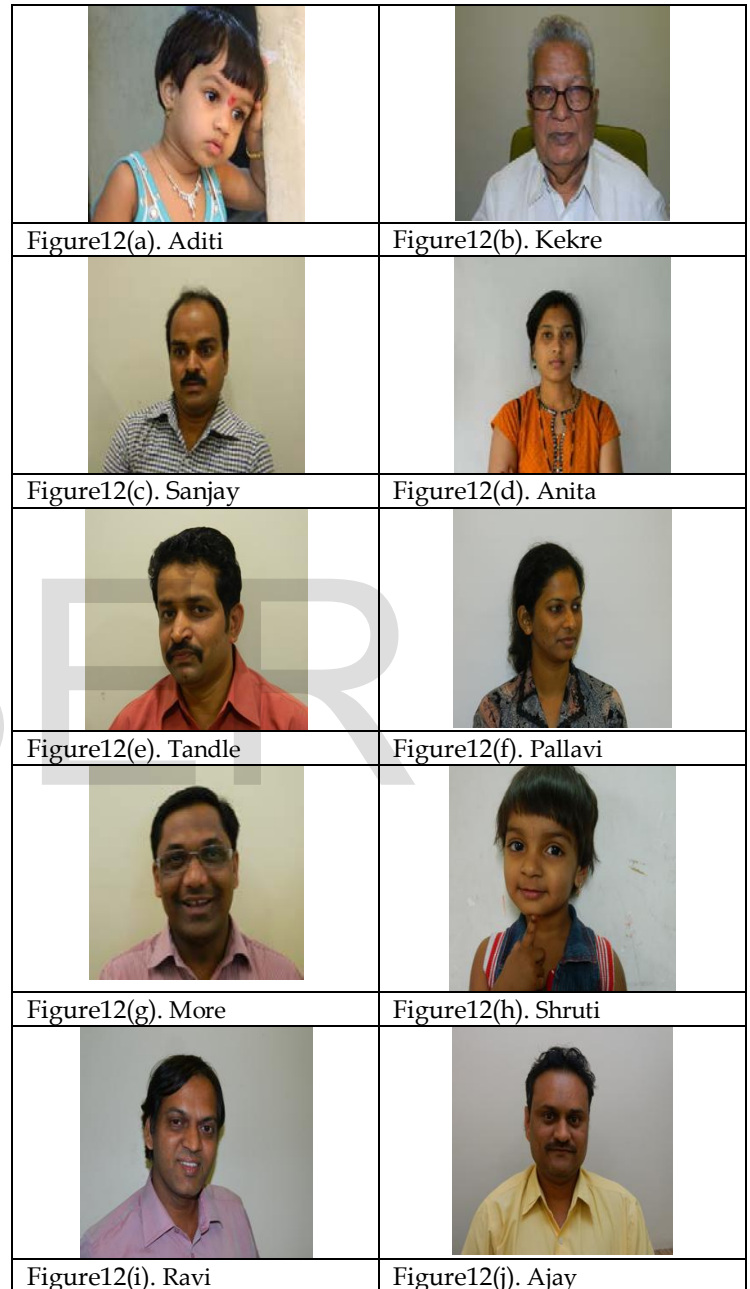 Figure12(a). Aditi
Figure12(b). Kekre
Figure12(c). Sanjay
Figure12(d). Anita
Figure12(e). Tandle
Figure12(f). Pallavi
Figure12(g). More
Figure12(h). Shruti
Figure12(i). Ravi
Figure12(j). Ajay